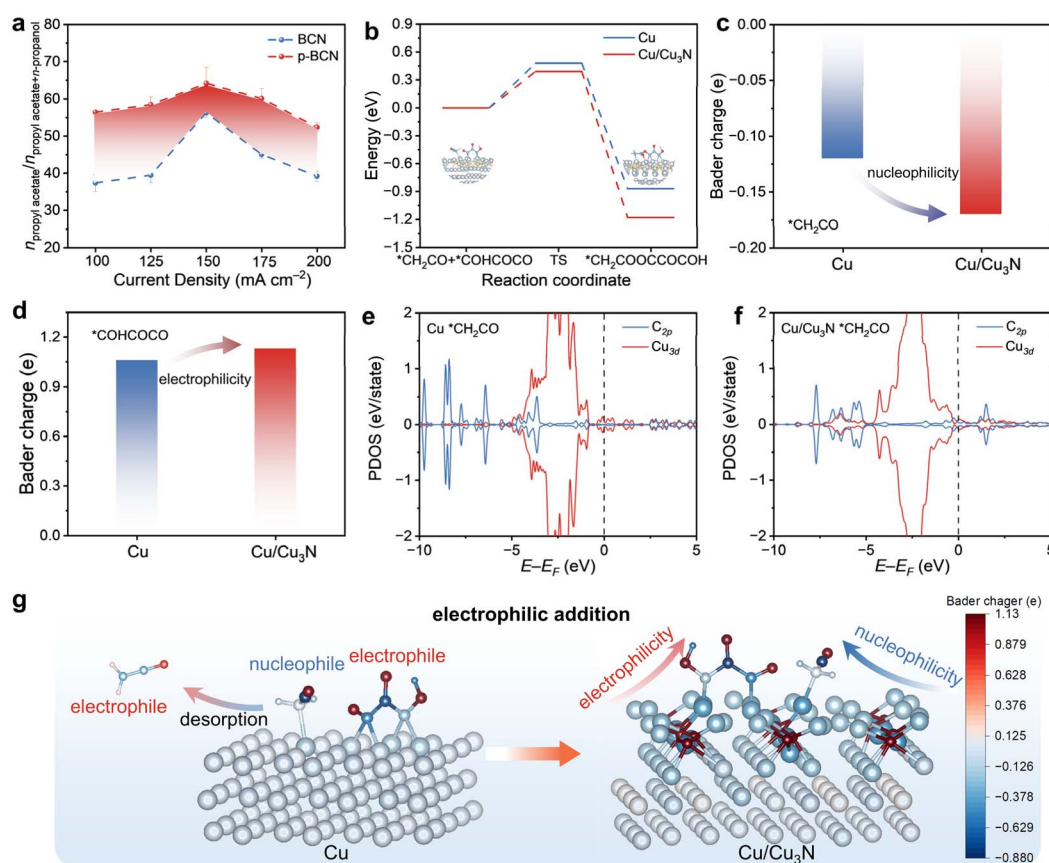 a
n propyl acetate/n propyl acetate+n-propanol
80
70
60
50
40
30
20
100
125
150
175
200
Current Density (mA cm⁻²)
BCN
p-BCN
b
Energy (eV)
0.9
0.6
0.3
0.0
−0.3
−0.6
−0.9
−1.2
−1.5
Cu
Cu/Cu₃N
*CH₂CO+*COHCOCO
TS
*CH₂COOCCOCOH
Reaction coordinate
c
Bader charge (e)
0.00
−0.05
−0.10
−0.15
−0.20
nucleophilicity
*CH₂CO
Cu
Cu/Cu₃N
d
Bader charge (e)
1.2
0.9
0.6
0.3
0.0
*COHCOCO
electrophilicity
Cu
Cu/Cu₃N
e
PDOS (eV/state)
2
1
0
−1
−2
Cu *CH₂CO
C₂ₚ
Cu₃d
−10
−5
0
5
E−E_F (eV)
f
PDOS (eV/state)
2
1
0
−1
−2
Cu/Cu₃N *CH₂CO
C₂ₚ
Cu₃d
−10
−5
0
5
E−E_F (eV)
g
electrophilic addition
electrophile
desorption
nucleophile
electrophile
Cu
electrophilicity
nucleophilicity
Cu/Cu₃N
Bader chager (e)
1.13
0.879
0.628
0.377
0.126
−0.126
−0.378
−0.629
−0.880